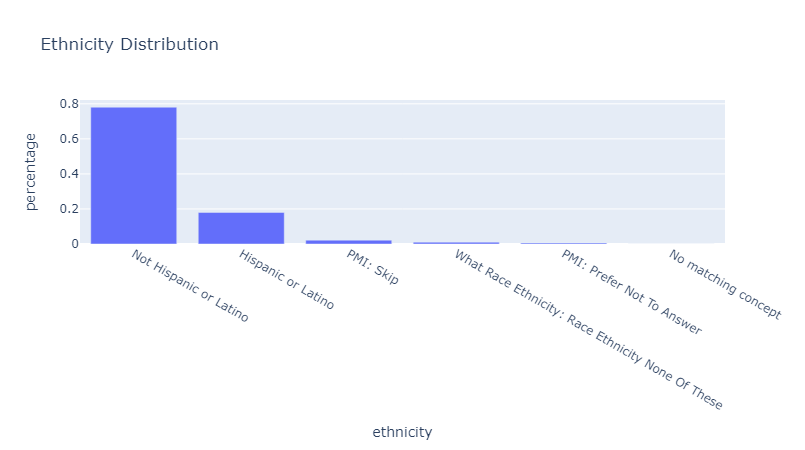 Ethnicity Distribution
percentage
0.8
0.6
0.4
0.2
0
Not Hispanic or Latino
Hispanic or Latino
PMI: Skip
What Race Ethnicity: Race Ethnicity None Of These
PMI: Prefer Not To Answer
No matching concept
ethnicity